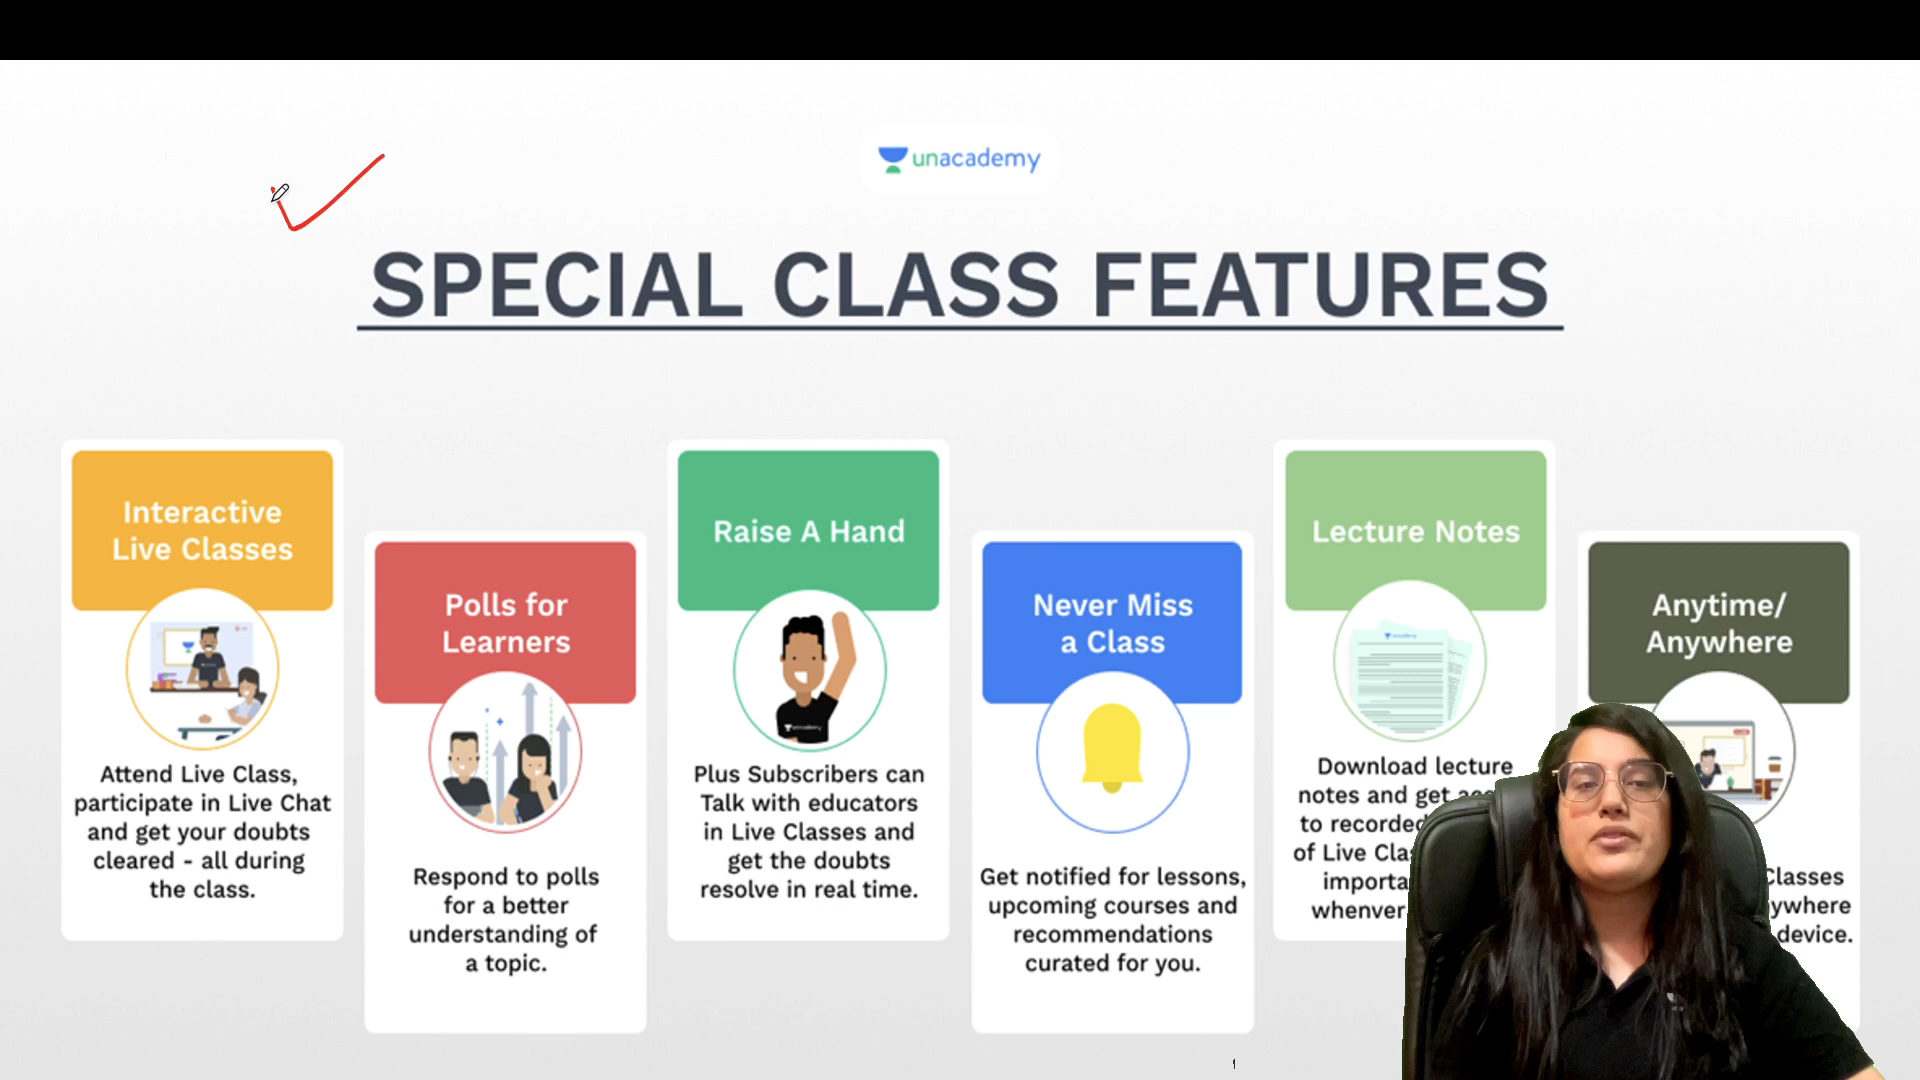 unacademy
SPECIAL CLASS FEATURES
Interactive
Live Classes
Attend Live Class,
participate in Live Chat
and get your doubts
cleared - all during
the class.
Polls for
Learners
Respond to polls
for a better
understanding of
a topic.
Raise A Hand
Plus Subscribers can
Talk with educators
in Live Classes and
get the doubts
resolve in real time.
Never Miss
a Class
Get notified for lessons,
upcoming courses and
recommendations
curated for you.
Lecture Notes
Download lecture
notes and get
to recorded
of Live
whenever
Anytime/
Anywhere
Classes
device.